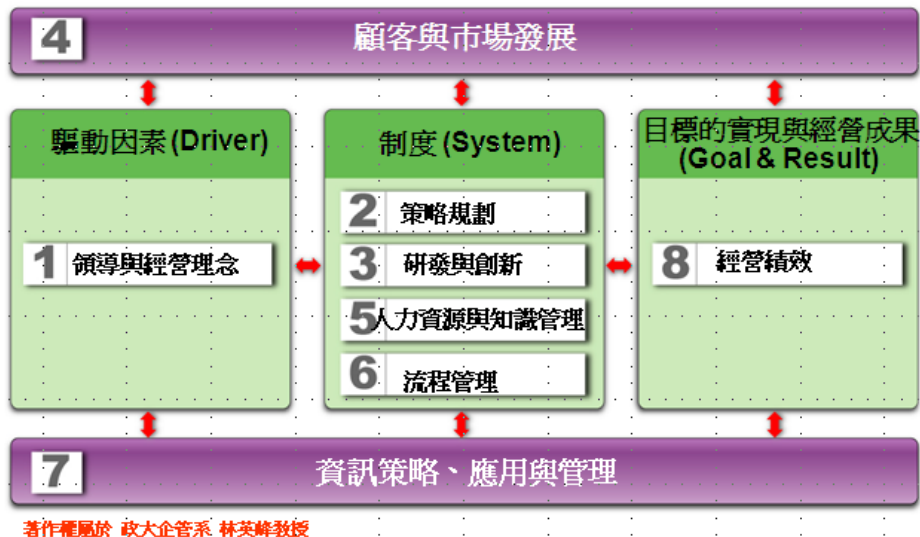 4 顧客與市場發展
驅動因素(Driver)
1 領導與經營理念
制度(System)
2 策略規劃
3 研發與創新
5 人力資源與知識管理
6 流程管理
目標的實現與經營成果
(Goal & Result)
8 經營績效
7 資訊策略、應用與管理
著作權屬於 政大企管系 林英峰教授